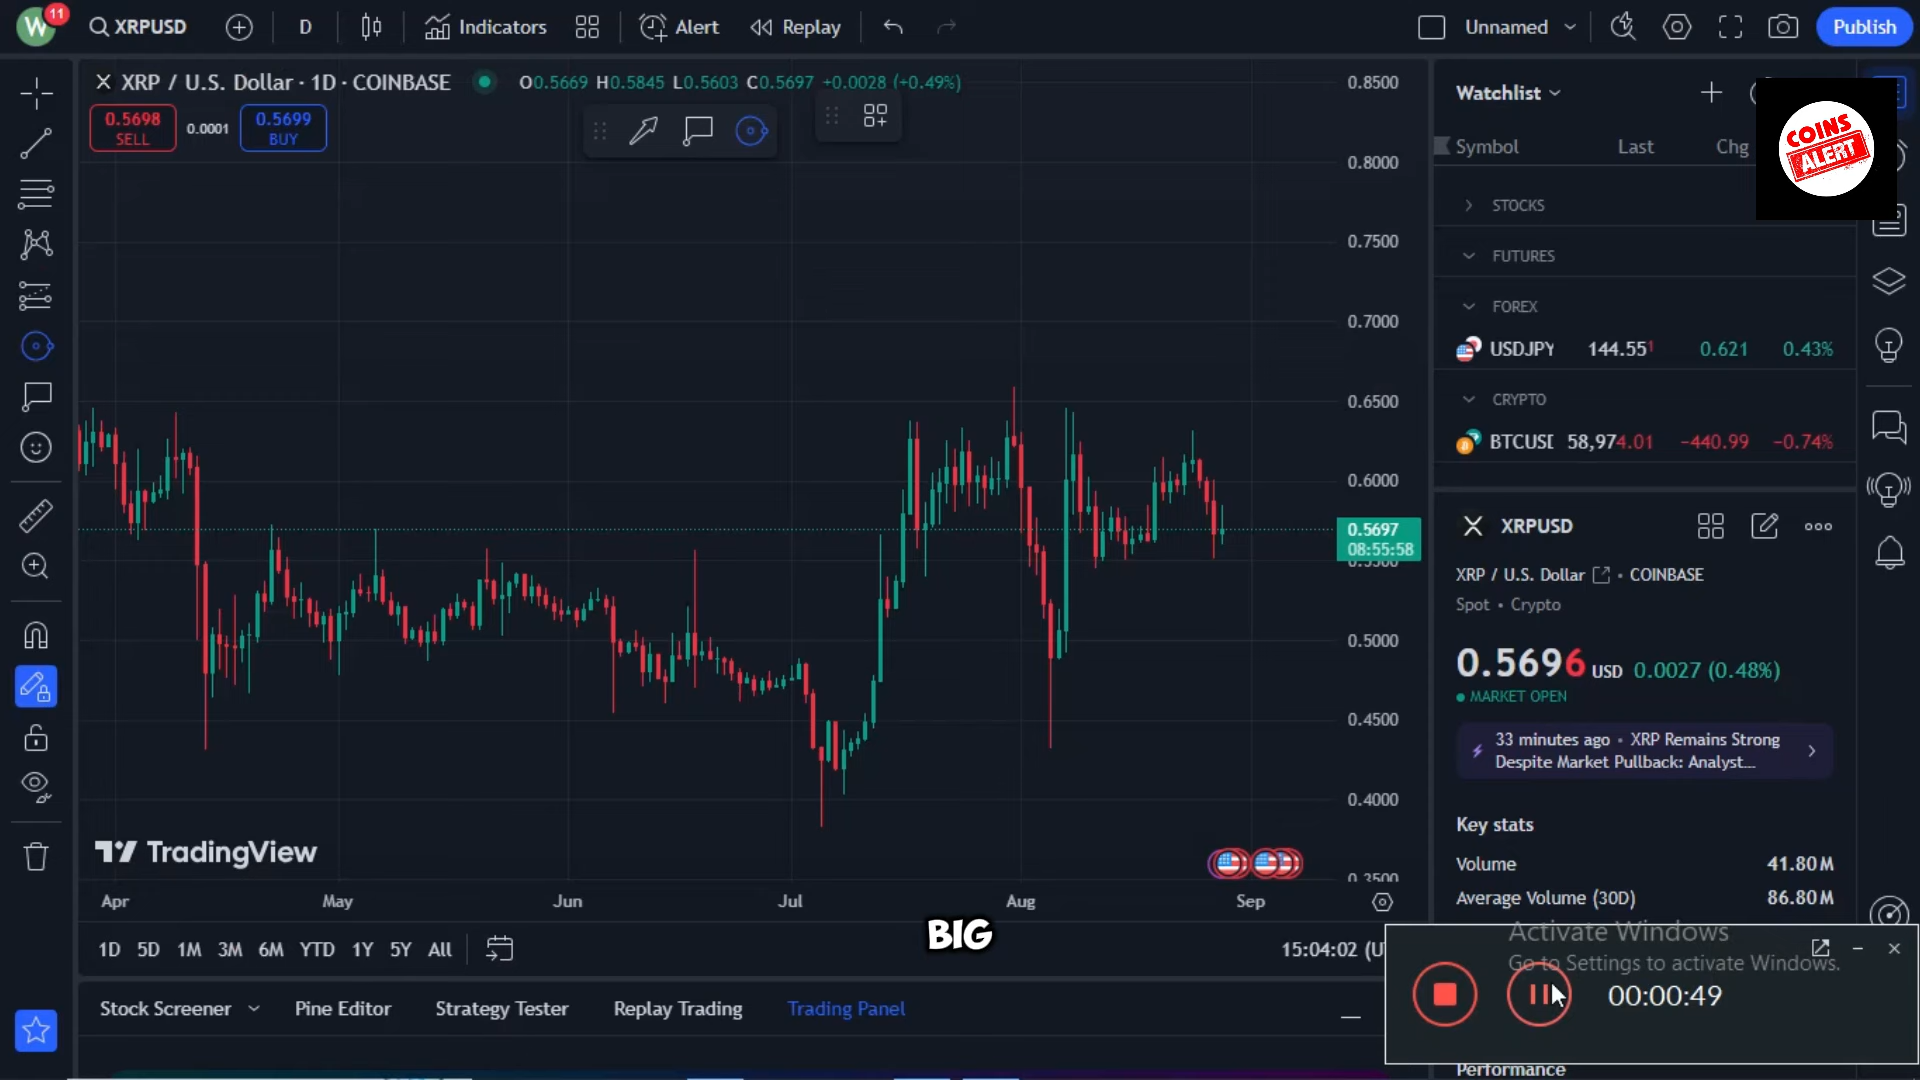 W
11
XRPUSD
D
Indicators
Alert
Replay
Unnamed
Publish
XRP / U.S. Dollar · 1D · COINBASE
O0.5669 H0.5845 L0.5603 C0.5697 +0.0028 (+0.49%)
0.5698
SELL
0.0001
0.5699
BUY
0.8500
0.8000
0.7500
0.7000
0.6500
0.6000
0.5697
08:55:58
0.5000
0.4500
0.4000
0.3500
TradingView
Apr
May
Jun
Jul
Aug
Sep
BIG
1D 5D 1M 3M 6M YTD 1Y 5Y All
15:04:02 (U
Stock Screener
Pine Editor
Strategy Tester
Replay Trading
Trading Panel
Watchlist
Symbol Last Chg
COINS
ALERT
STOCKS
FUTURES
FOREX
USDJPY 144.551 0.621 0.43%
CRYPTO
BTCUSD 58,974.01 −440.99 −0.74%
XRPUSD
XRP / U.S. Dollar • COINBASE
Spot • Crypto
0.5696 USD 0.0027 (0.48%)
MARKET OPEN
33 minutes ago • XRP Remains Strong
Despite Market Pullback: Analyst...
Key stats
Volume 41.80M
Average Volume (30D) 86.80M
Activate Windows
Go to Settings to activate Windows.
00:00:49
Performance